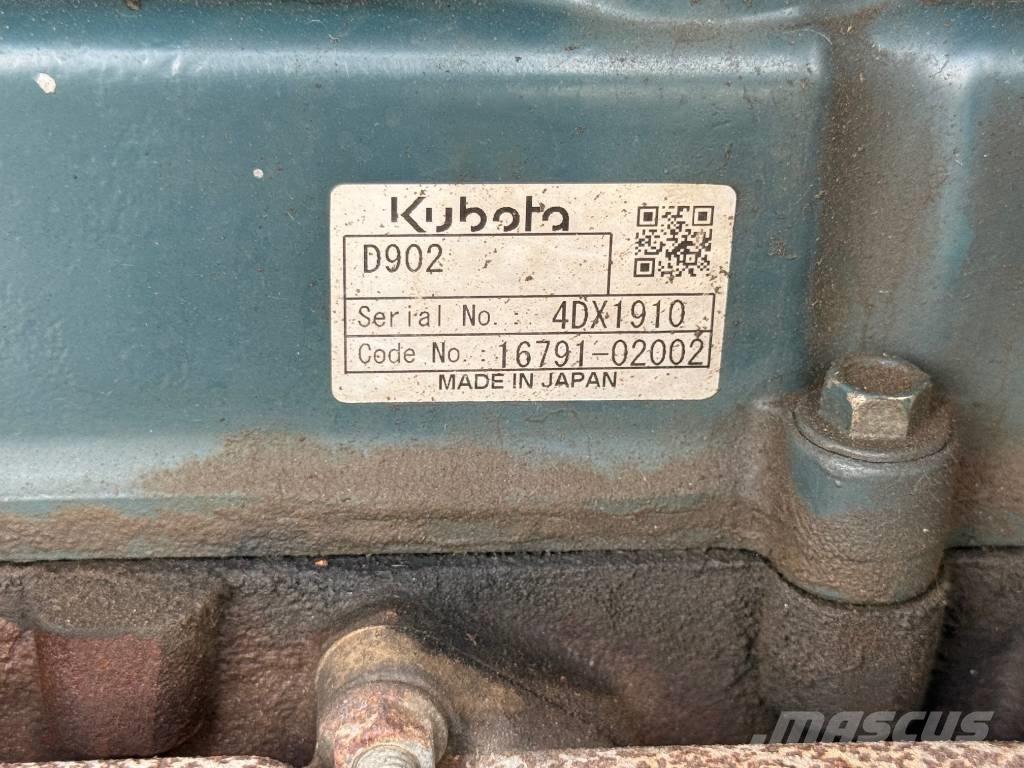 Kubota
D902
Serial No. : 4DX1910
Code No. : 16791-02002
MADE IN JAPAN
MASCUS